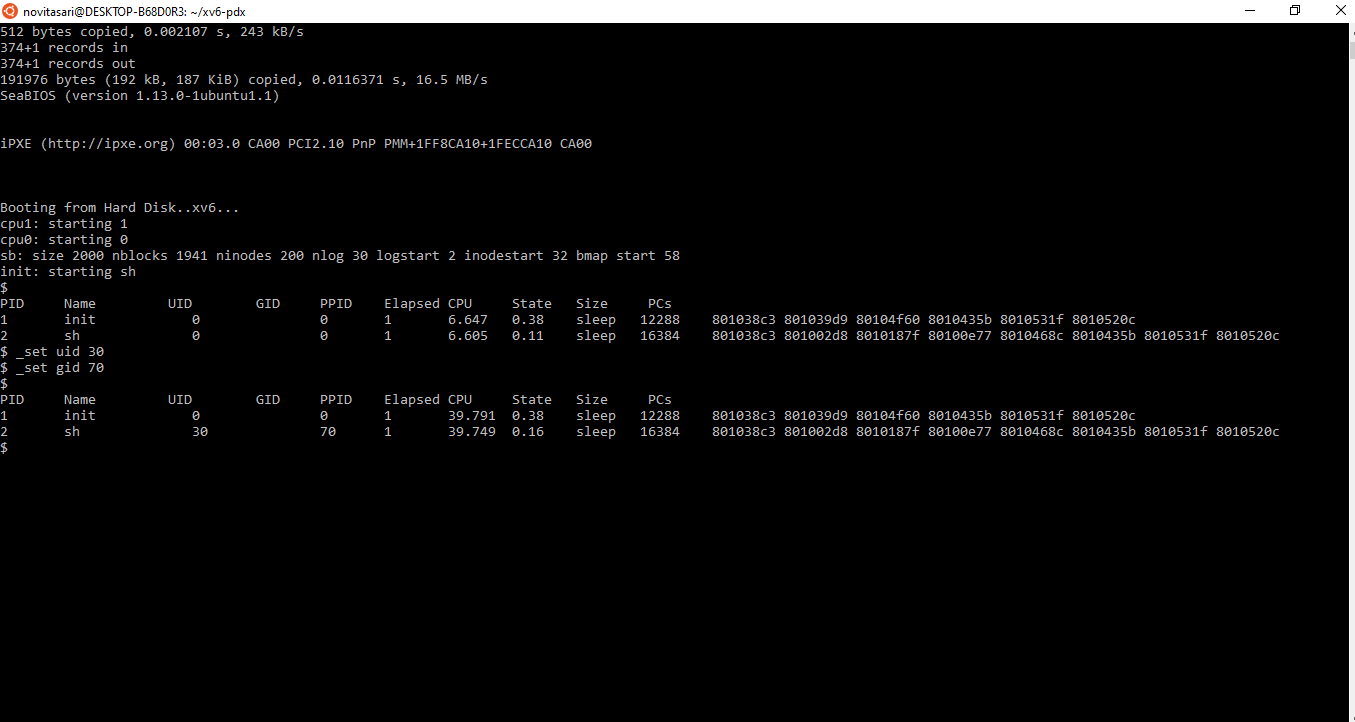 novitasari@DESKTOP-B68D0R3: ~/xv6-pdx
512 bytes copied, 0.002107 s, 243 kB/s
374+1 records in
374+1 records out
191976 bytes (192 kB, 187 KiB) copied, 0.0116371 s, 16.5 MB/s
SeaBIOS (version 1.13.0-1ubuntu1.1)
iPXE (http://ipxe.org) 00:03.0 CA00 PCI2.10 PnP PMM+1FF8CA10+1FECCA10 CA00
Booting from Hard Disk..xv6...
cpu1: starting 1
cpu0: starting 0
sb: size 2000 nblocks 1941 ninodes 200 nlog 30 logstart 2 inodestart 32 bmap start 58
init: starting sh
$
PID     Name         UID        GID     PPID    Elapsed CPU     State   Size     PCs
1       init            0               0       1       6.647   0.38    sleep   12288    801038c3 801039d9 80104f60 8010435b 8010531f 8010520c
2       sh              0               0       1       6.605   0.11    sleep   16384    801038c3 801002d8 8010187f 80100e77 8010468c 8010435b 8010531f 8010520c
$ _set uid 30
$ _set gid 70
$
PID     Name         UID        GID     PPID    Elapsed CPU     State   Size     PCs
1       init            0               0       1       39.791  0.38    sleep   12288    801038c3 801039d9 80104f60 8010435b 8010531f 8010520c
2       sh              30              70      1       39.749  0.16    sleep   16384    801038c3 801002d8 8010187f 80100e77 8010468c 8010435b 8010531f 8010520c
$